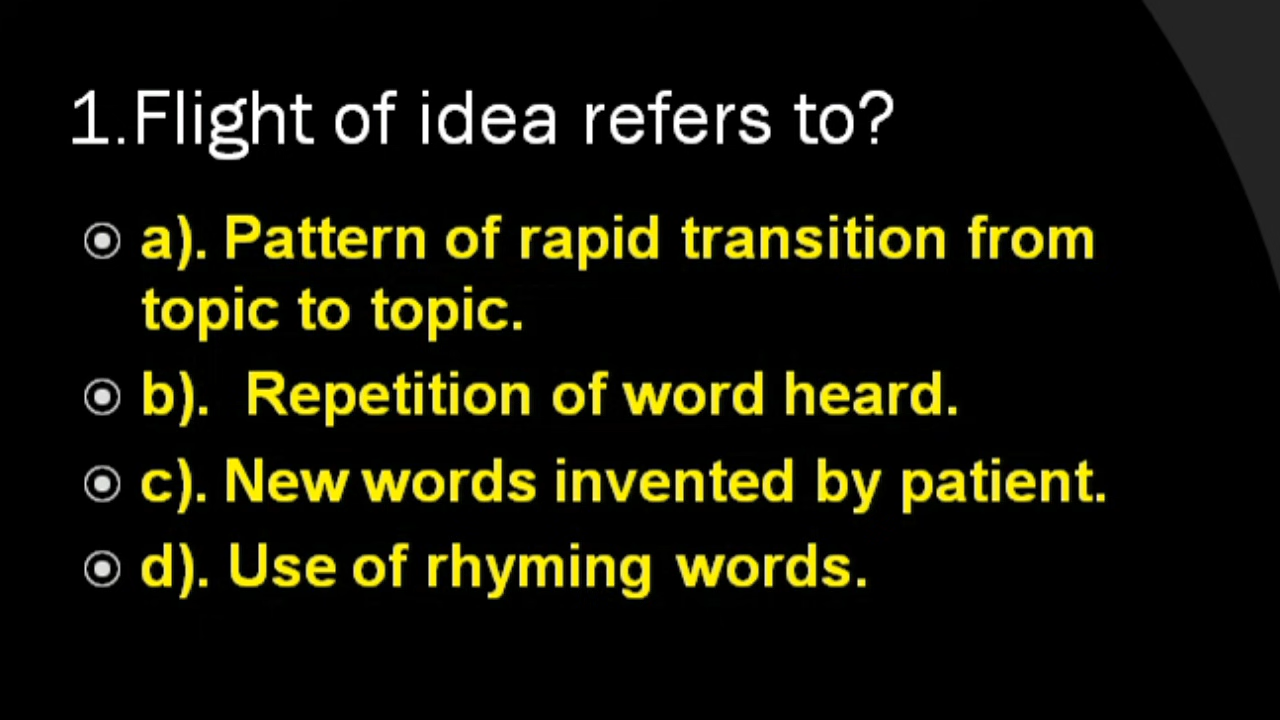 1.Flight of idea refers to?
a). Pattern of rapid transition from
topic to topic.
b). Repetition of word heard.
c). New words invented by patient.
d). Use of rhyming words.